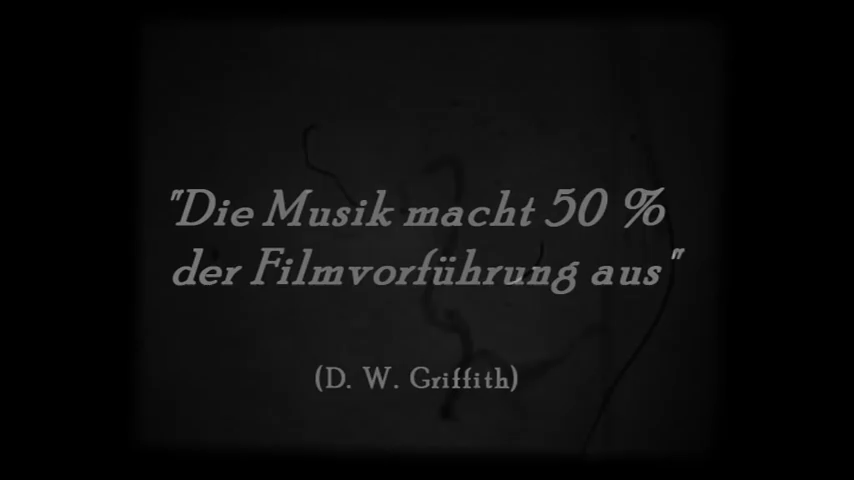 "Die Musik macht 50 %
der Filmvorführung aus"
(D. W. Griffith)